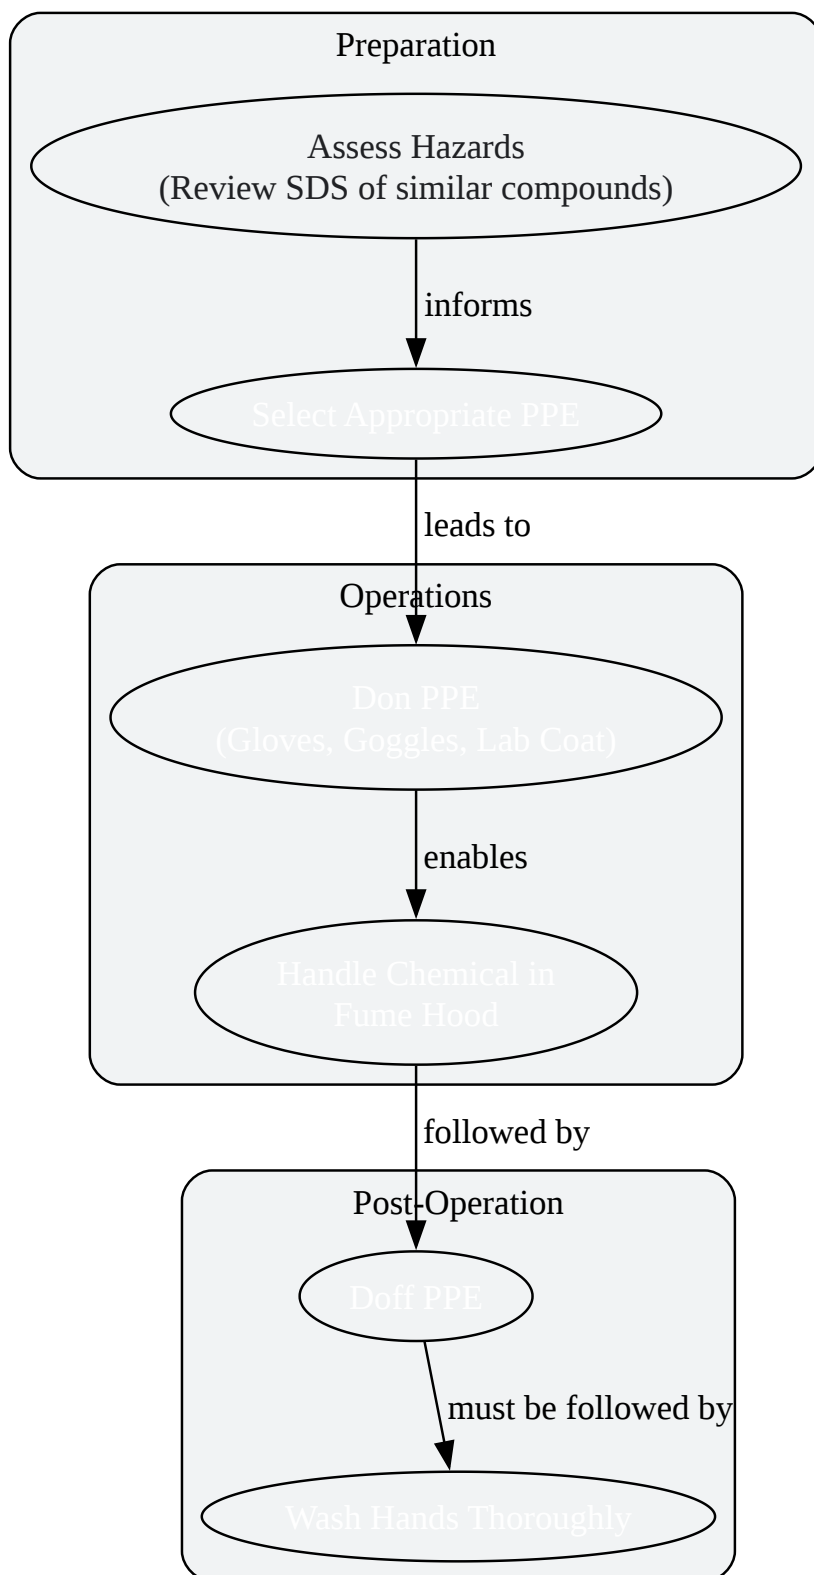 Preparation
Assess Hazards
(Review SDS of similar compounds)
informs
Select Appropriate PPE
leads to
Operations
Don PPE
(Gloves, Goggles, Lab Coat)
enables
Handle Chemical in
Fume Hood
followed by
Post-Operation
Doff PPE
must be followed by
Wash Hands Thoroughly